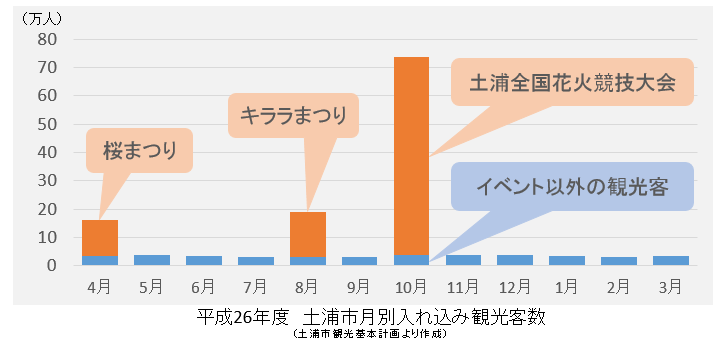 (万人)
80
70
60
50
40
30
20
10
0
土浦全国花火競技大会
キララまつり
桜まつり
イベント以外の観光客
4月 5月 6月 7月 8月 9月 10月 11月 12月 1月 2月 3月
平成26年度 土浦市月別入れ込み観光客数
(土浦市観光基本計画より作成)